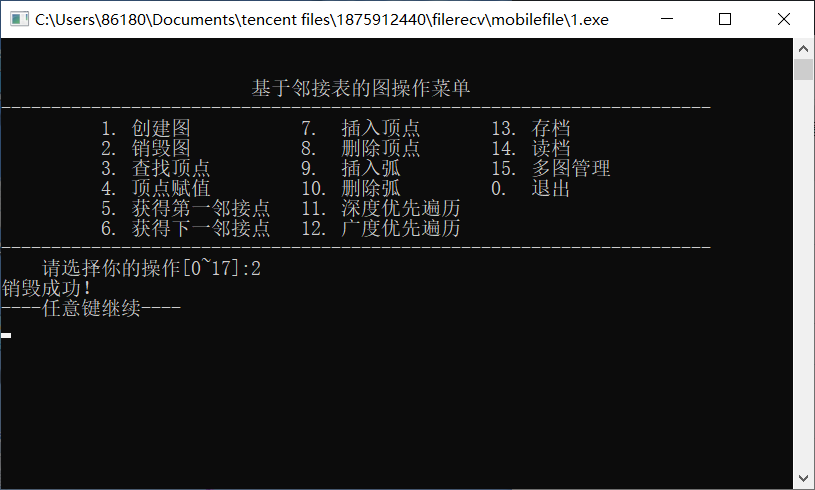 C:\Users\86180\Documents\tencent files\1875912440\filerecv\mobilefile\1.exe
基于邻接表的图操作菜单
-----------------------------------------------------------------------
1. 创建图 7. 插入顶点 13. 存档
2. 销毁图 8. 删除顶点 14. 读档
3. 查找顶点 9. 插入弧 15. 多图管理
4. 顶点赋值 10. 删除弧 0. 退出
5. 获得第一邻接点 11. 深度优先遍历
6. 获得下一邻接点 12. 广度优先遍历
-----------------------------------------------------------------------
请选择你的操作[0~17]:2
销毁成功!
----任意键继续----